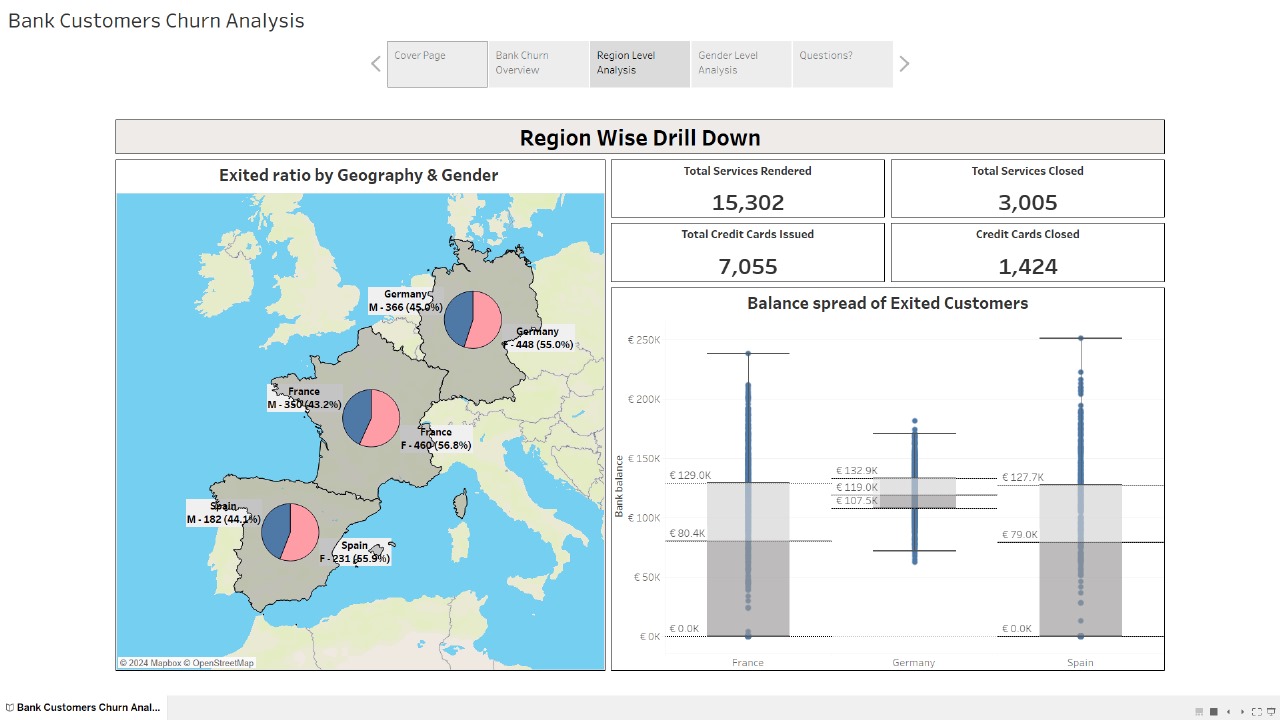 Bank Customers Churn Analysis
Cover Page
Bank Churn
Overview
Region Level
Analysis
Gender Level
Analysis
Questions?
Region Wise Drill Down
Exited ratio by Geography & Gender
Germany
M - 366 (45.0%)
Germany
F - 448 (55.0%)
France
M - 350 (43.2%)
France
F - 460 (56.8%)
Spain
M - 182 (44.1%)
Spain
F - 231 (55.9%)
© 2024 Mapbox © OpenStreetMap
Total Services Rendered
15,302
Total Services Closed
3,005
Total Credit Cards Issued
7,055
Credit Cards Closed
1,424
Balance spread of Exited Customers
Bank balance
€ 250K
€ 200K
€ 150K
€ 100K
€ 50K
€ 0K
€ 129.0K
€ 80.4K
€ 0.0K
€ 132.9K
€ 119.0K
€ 107.5K
€ 127.7K
€ 79.0K
€ 0.0K
France
Germany
Spain
Bank Customers Churn Anal...